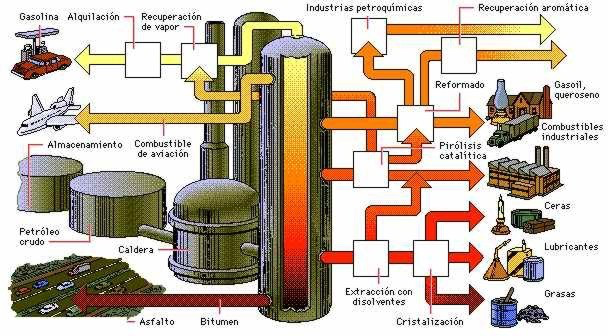 Gasolina
Alquilación
Recuperación
de vapor
Industrias petroquímicas
Recuperación aromática
Reformado
Gasoil,
queroseno
Combustibles
industriales
Combustible
de aviación
Almacenamiento
Pirólisis
catalítica
Petróleo
crudo
Caldera
Ceras
Lubricantes
Grasas
Extracción con
disolventes
Cristalización
Asfalto
Bitumen